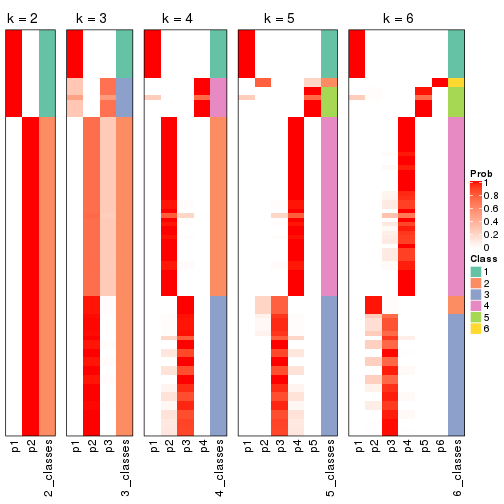 k = 2
k = 3
k = 4
k = 5
k = 6
Prob
1
0.8
0.6
0.4
0.2
0
Class
1
2
3
4
5
6
p1
p2
2_classes
p1
p2
p3
3_classes
p1
p2
p3
p4
4_classes
p1
p2
p3
p4
p5
5_classes
p1
p2
p3
p4
p5
p6
6_classes